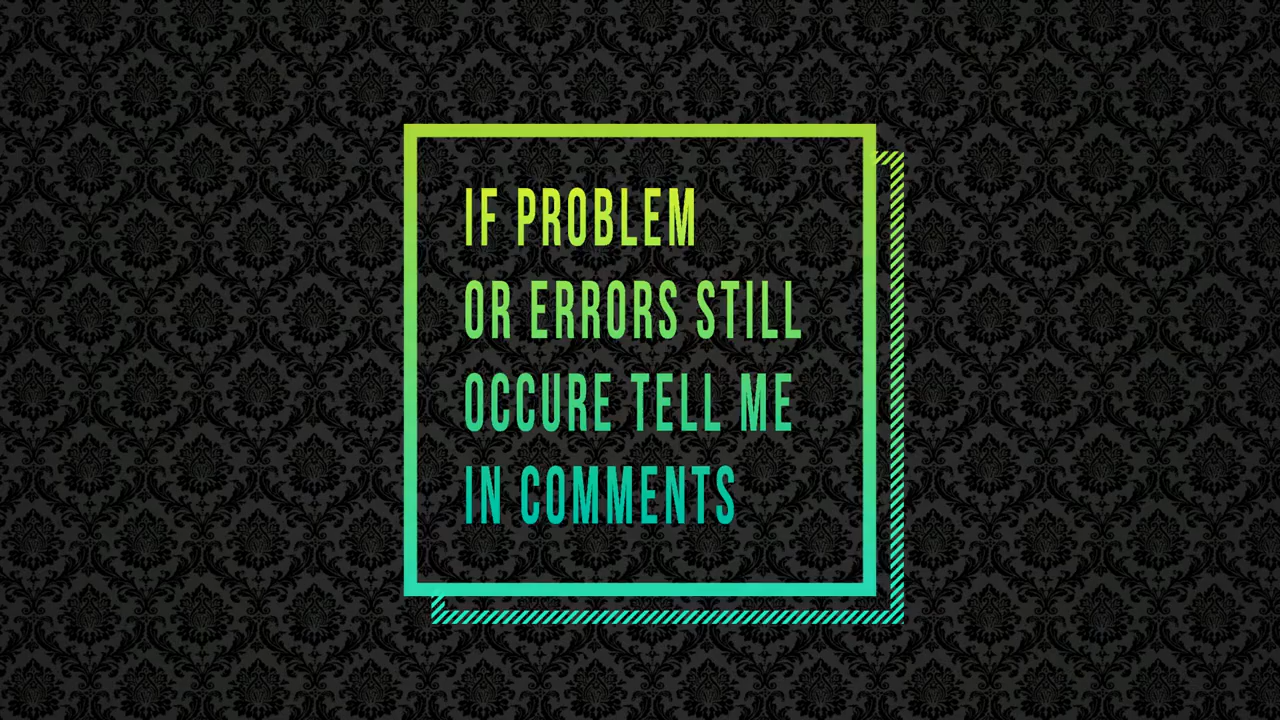 IF PROBLEM
OR ERRORS STILL
OCCURE TELL ME
IN COMMENTS